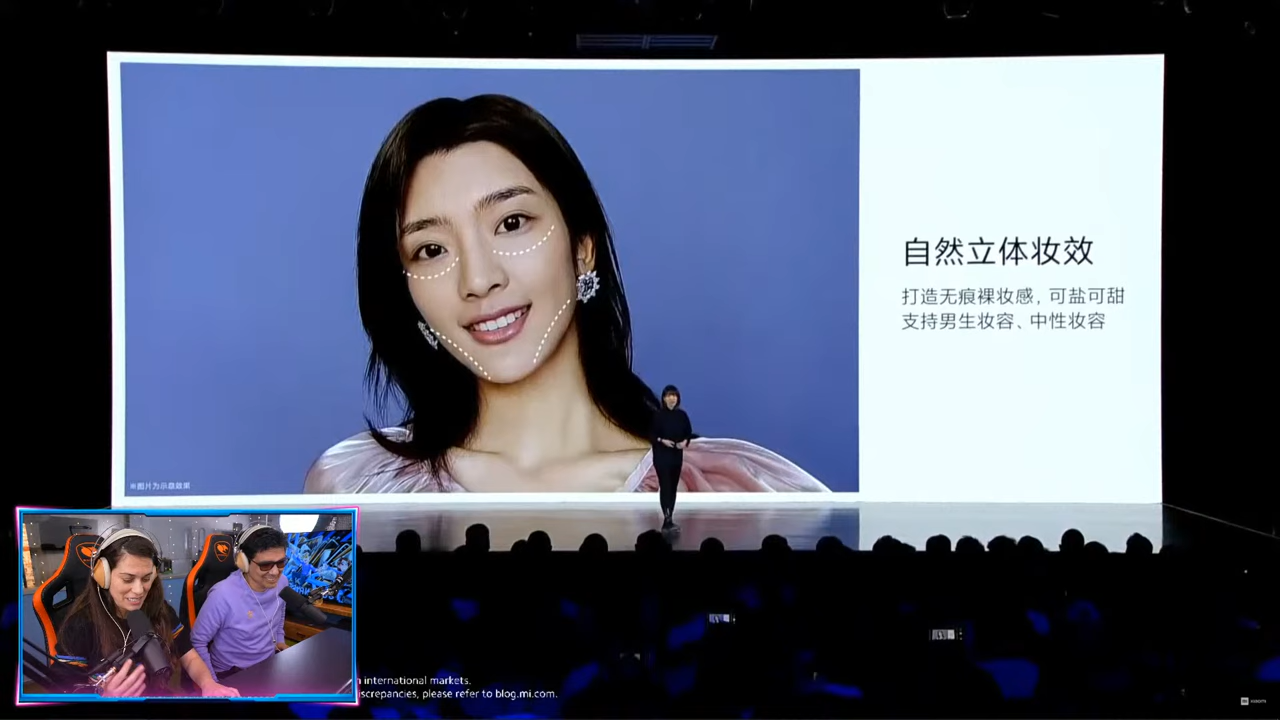 自然立体妆效
打造无痕裸妆感，可盐可甜
支持男生妆容、中性妆容
※图片为示意效果
n international markets.
iscrepancies, please refer to blog.mi.com.
XIAOMI